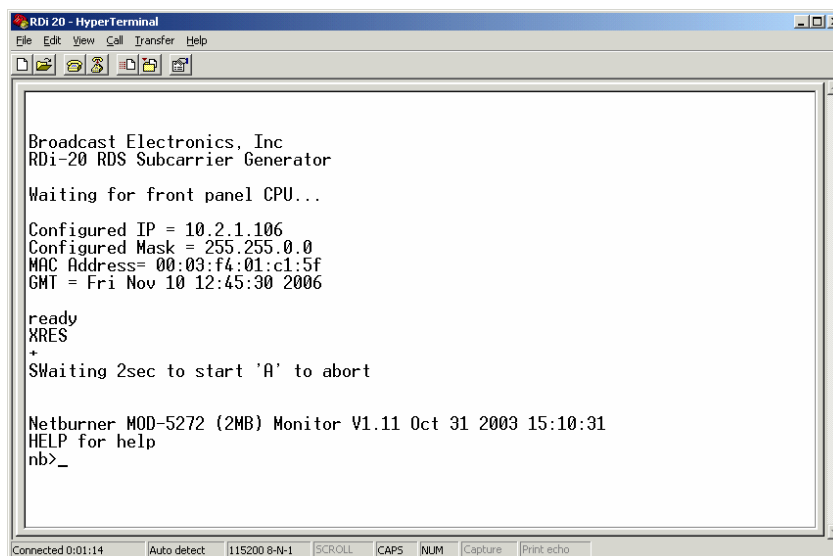 RDi 20 - HyperTerminal
File Edit View Call Transfer Help
Broadcast Electronics, Inc
RDi-20 RDS Subcarrier Generator
Waiting for front panel CPU...
Configured IP = 10.2.1.106
Configured Mask = 255.255.0.0
MAC Address= 00:03:f4:01:c1:5f
GMT = Fri Nov 10 12:45:30 2006
ready
XRES
+
SWaiting 2sec to start 'A' to abort
Netburner MOD-5272 (2MB) Monitor V1.11 Oct 31 2003 15:10:31
HELP for help
nb>_
Connected 0:01:14 Auto detect 115200 8-N-1 SCROLL CAPS NUM Capture Print echo